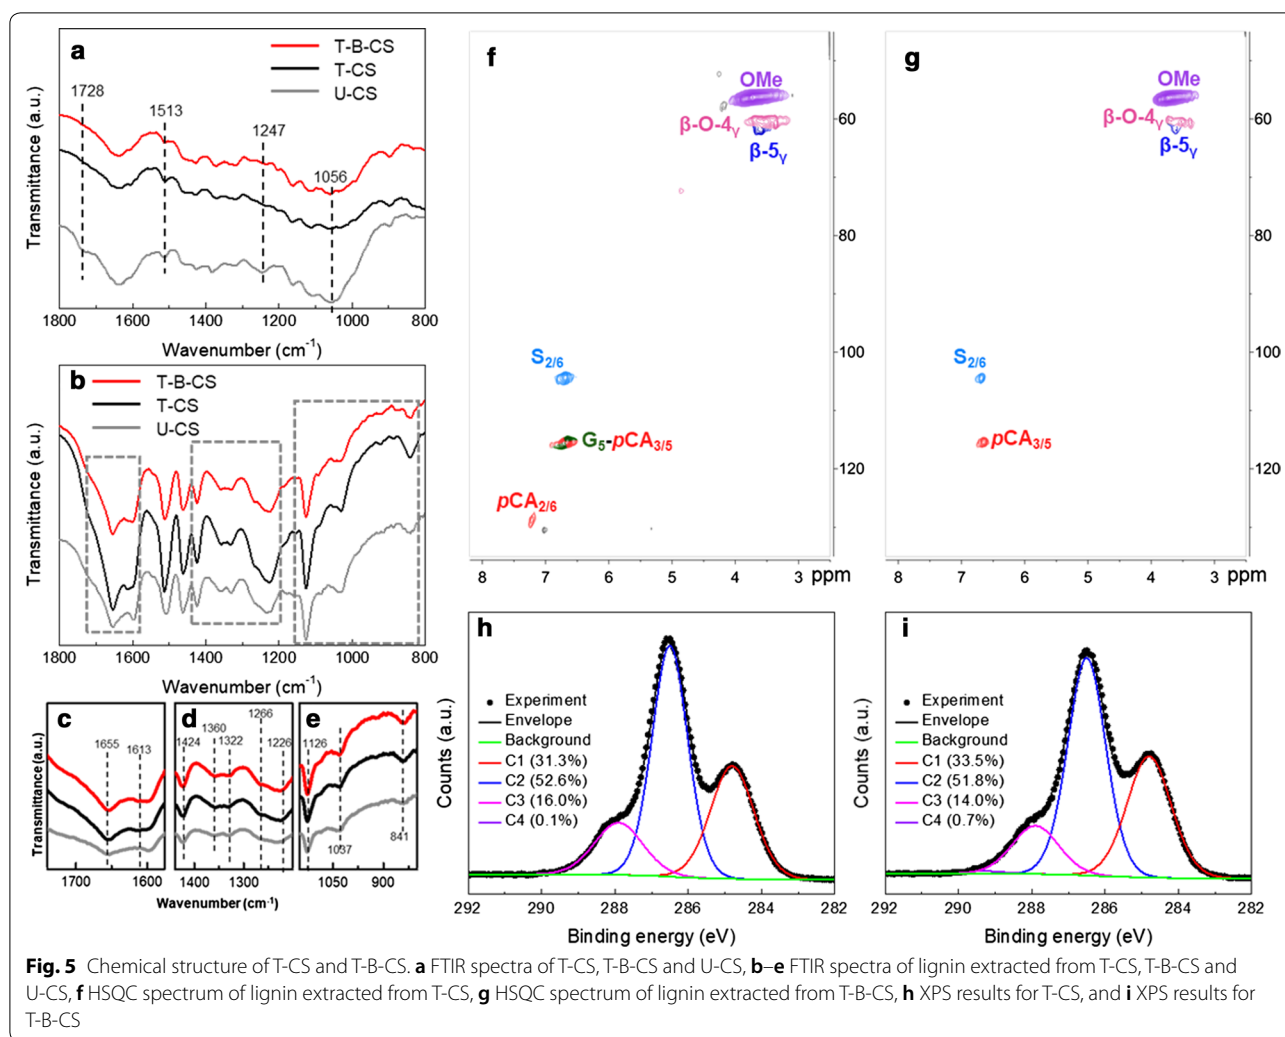 a
T-B-CS
T-CS
U-CS
1728
1513
1247
1056
Transmittance (a.u.)
1800 1600 1400 1200 1000 800
Wavenumber (cm⁻¹)
b
T-B-CS
T-CS
U-CS
Transmittance (a.u.)
1800 1600 1400 1200 1000 800
Wavenumber (cm⁻¹)
c
1655
1613
Transmittance (a.u.)
1700 1600
d
1424
1360
1322
1266
1226
1400 1300
e
1126
1037
841
1050 900
Wavenumber (cm⁻¹)
f
OMe
β-O-4γ
β-5γ
S2/6
G5-pCA3/5
pCA2/6
60
80
100
120
8 7 6 5 4 3 ppm
g
OMe
β-O-4γ
β-5γ
S2/6
pCA3/5
60
80
100
120
8 7 6 5 4 3 ppm
h
Experiment
Envelope
Background
C1 (31.3%)
C2 (52.6%)
C3 (16.0%)
C4 (0.1%)
Counts (a.u.)
292 290 288 286 284 282
Binding energy (eV)
i
Experiment
Envelope
Background
C1 (33.5%)
C2 (51.8%)
C3 (14.0%)
C4 (0.7%)
Counts (a.u.)
292 290 288 286 284 282
Binding energy (eV)
Fig. 5 Chemical structure of T-CS and T-B-CS. a FTIR spectra of T-CS, T-B-CS and U-CS, b–e FTIR spectra of lignin extracted from T-CS, T-B-CS and
U-CS, f HSQC spectrum of lignin extracted from T-CS, g HSQC spectrum of lignin extracted from T-B-CS, h XPS results for T-CS, and i XPS results for
T-B-CS